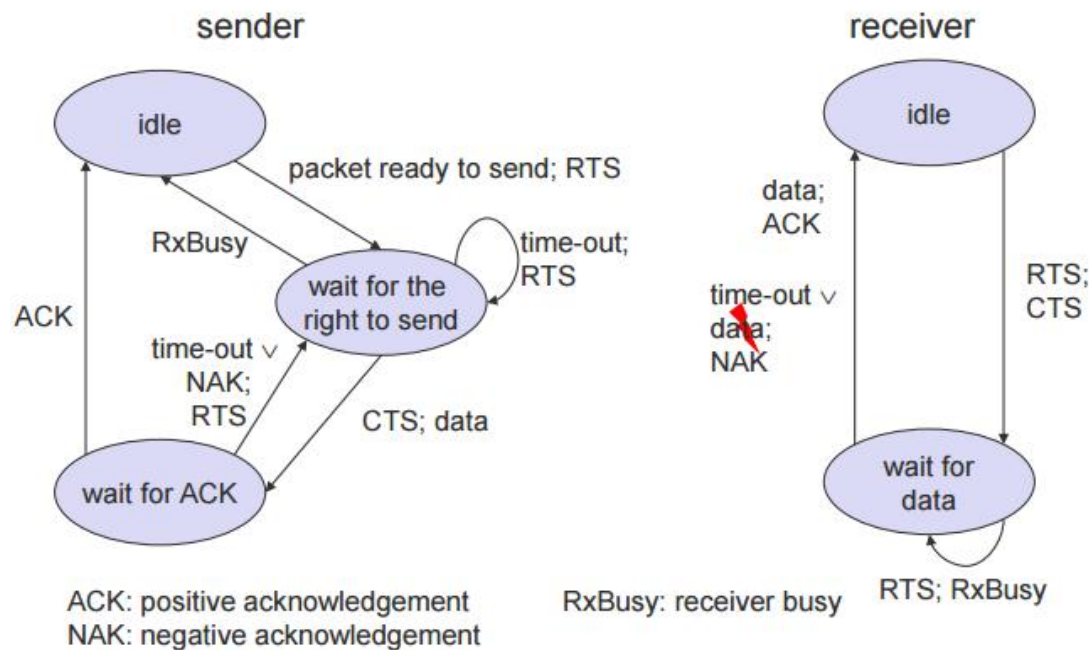 sender
idle
packet ready to send; RTS
RxBusy
time-out;
RTS
wait for the
right to send
ACK
time-out ∨
NAK;
RTS
CTS; data
wait for ACK
ACK: positive acknowledgement
NAK: negative acknowledgement
receiver
idle
data;
ACK
time-out ∨
data;
NAK
RTS;
CTS
wait for
data
RTS; RxBusy
RxBusy: receiver busy